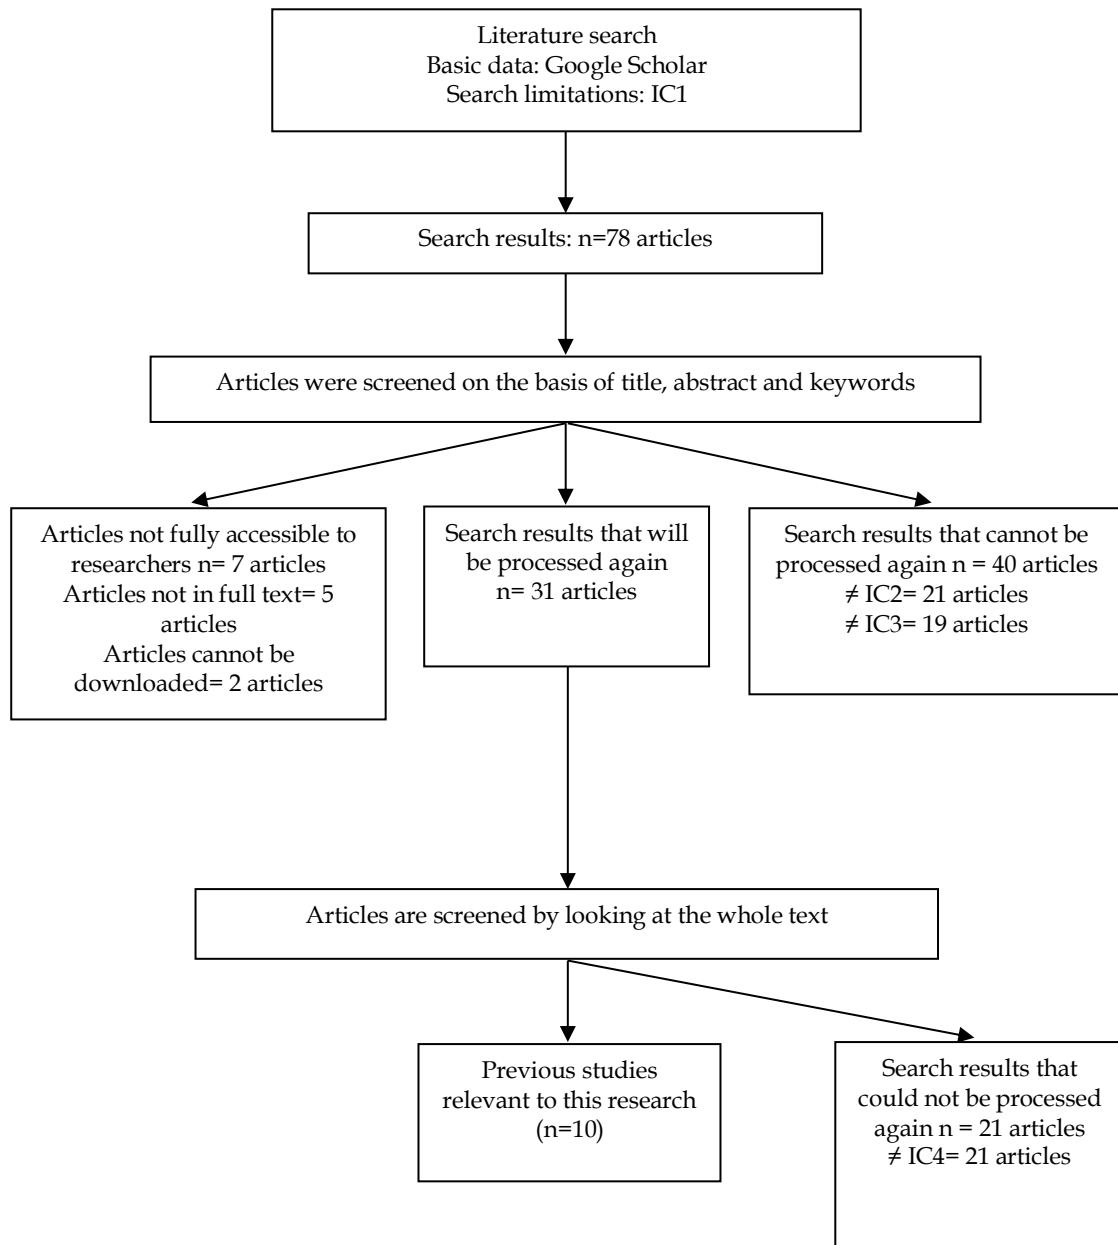 Literature search
Basic data: Google Scholar
Search limitations: IC1
Search results: n=78 articles
Articles were screened on the basis of title, abstract and keywords
Articles not fully accessible to
researchers n= 7 articles
Articles not in full text= 5
articles
Articles cannot be
downloaded= 2 articles
Search results that will
be processed again
n= 31 articles
Search results that cannot be
processed again n = 40 articles
≠ IC2= 21 articles
≠ IC3= 19 articles
Articles are screened by looking at the whole text
Previous studies
relevant to this research
(n=10)
Search results that
could not be processed
again n = 21 articles
≠ IC4= 21 articles